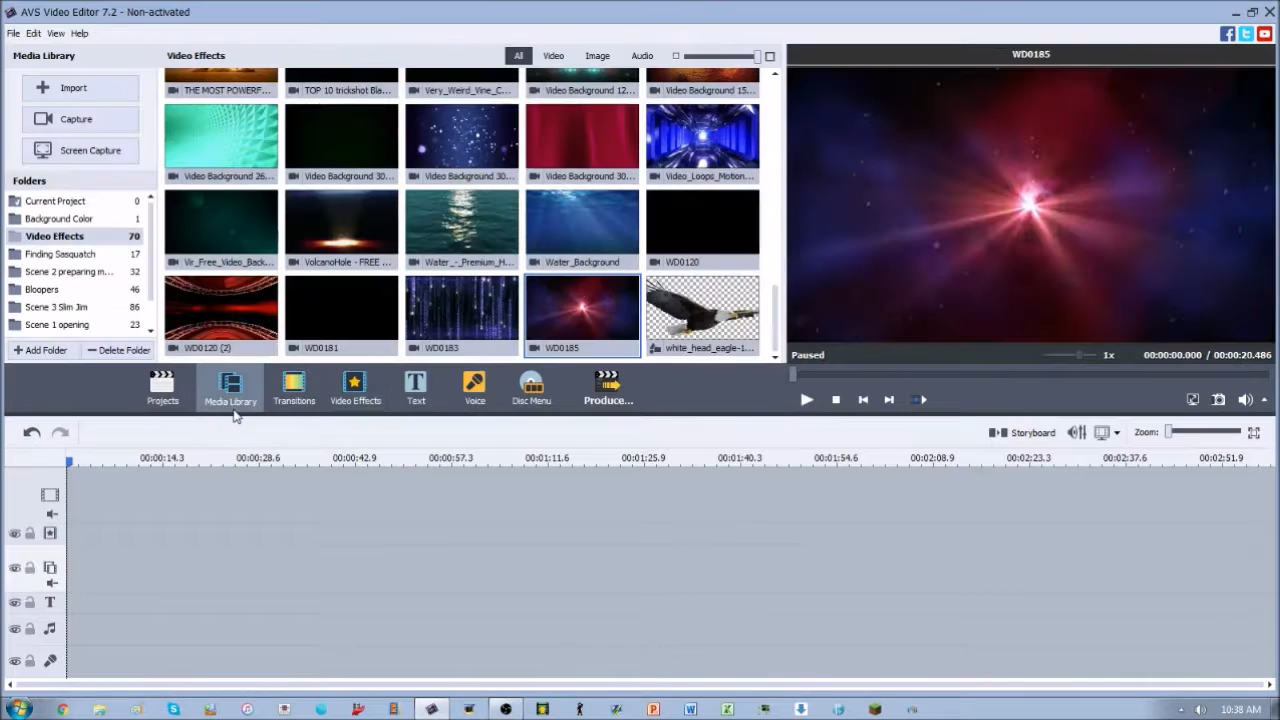 AVS Video Editor 7.2 - Non-activated
File Edit View Help
Media Library
Video Effects
All
Video
Image
Audio
WD0185
Import
Capture
Screen Capture
Folders
Current Project 0
Background Color 1
Video Effects 70
Finding Sasquatch 17
Scene 2 preparing m... 32
Bloopers 46
Scene 3 Slim Jim 86
Scene 1 opening 23
Add Folder
Delete Folder
THE MOST POWERF...
TOP 10 trickshot Bla...
Very_Weird_Vine_C...
Video Background 12...
Video Background 15...
Video Background 26...
Video Background 30...
Video Background 30...
Video Background 30...
Video_Loops_Motion...
Vir_Free_Video_Back...
VolcanoHole - FREE ...
Water_-_Premium_H...
Water_Background
WD0120
WD0120 (2)
WD0181
WD0183
WD0185
white_head_eagle-1...
Paused
1x
00:00:00.000 / 00:00:20.486
Projects
Media Library
Transitions
Video Effects
Text
Voice
Disc Menu
Produce...
Storyboard
Zoom:
00:00:14.3
00:00:28.6
00:00:42.9
00:00:57.3
00:01:11.6
00:01:25.9
00:01:40.3
00:01:54.6
00:02:08.9
00:02:23.3
00:02:37.6
00:02:51.9
T
10:38 AM